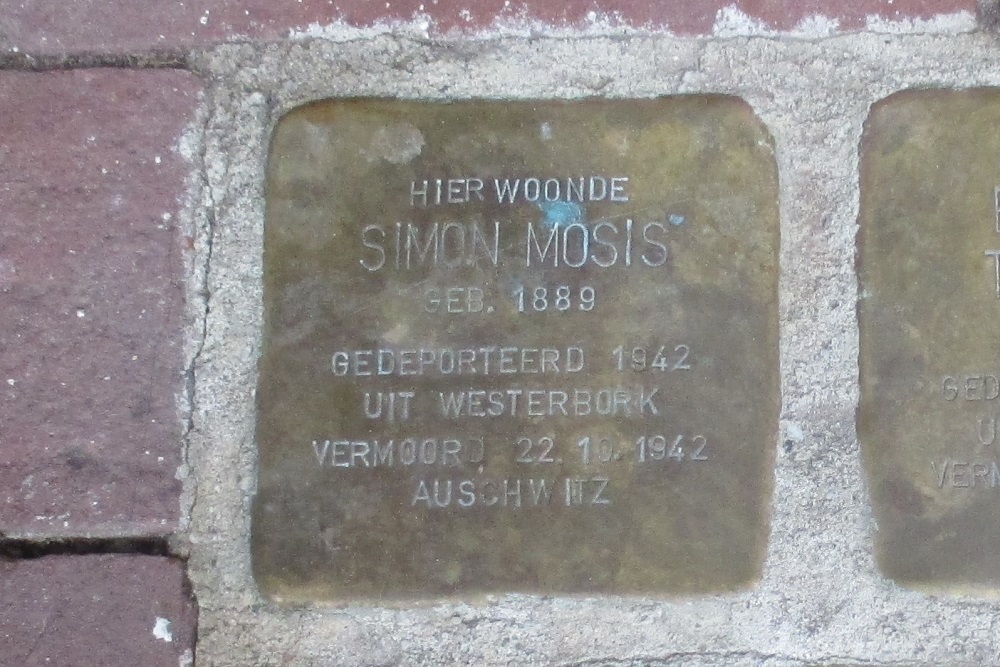 HIER WOONDE
SIMON MOSIS
GEB. 1889
GEDEPORTEERD 1942
UIT WESTERBORK
VERMOORD 22.10.1942
AUSCHWITZ